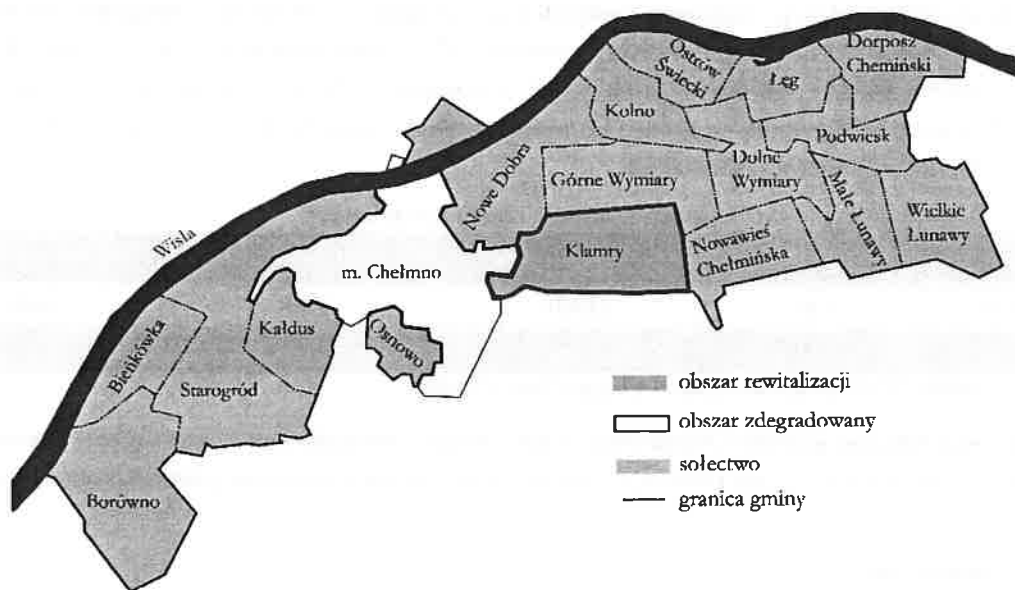 Ostrów
Świecki
Łęg
Dorposz
Chemiński
Kolno
Podwiesk
Nowe Dobra
Górne Wymiary
Dolne
Wymiary
Małe Łunawy
Wielkie
Łunawy
Wisła
Klamry
Nowawieś
Chełmińska
m. Chełmno
Kałdus
Osnowo
Bieńkówka
Starogród
Borówno
obszar rewitalizacji
obszar zdegradowany
sołectwo
granica gminy